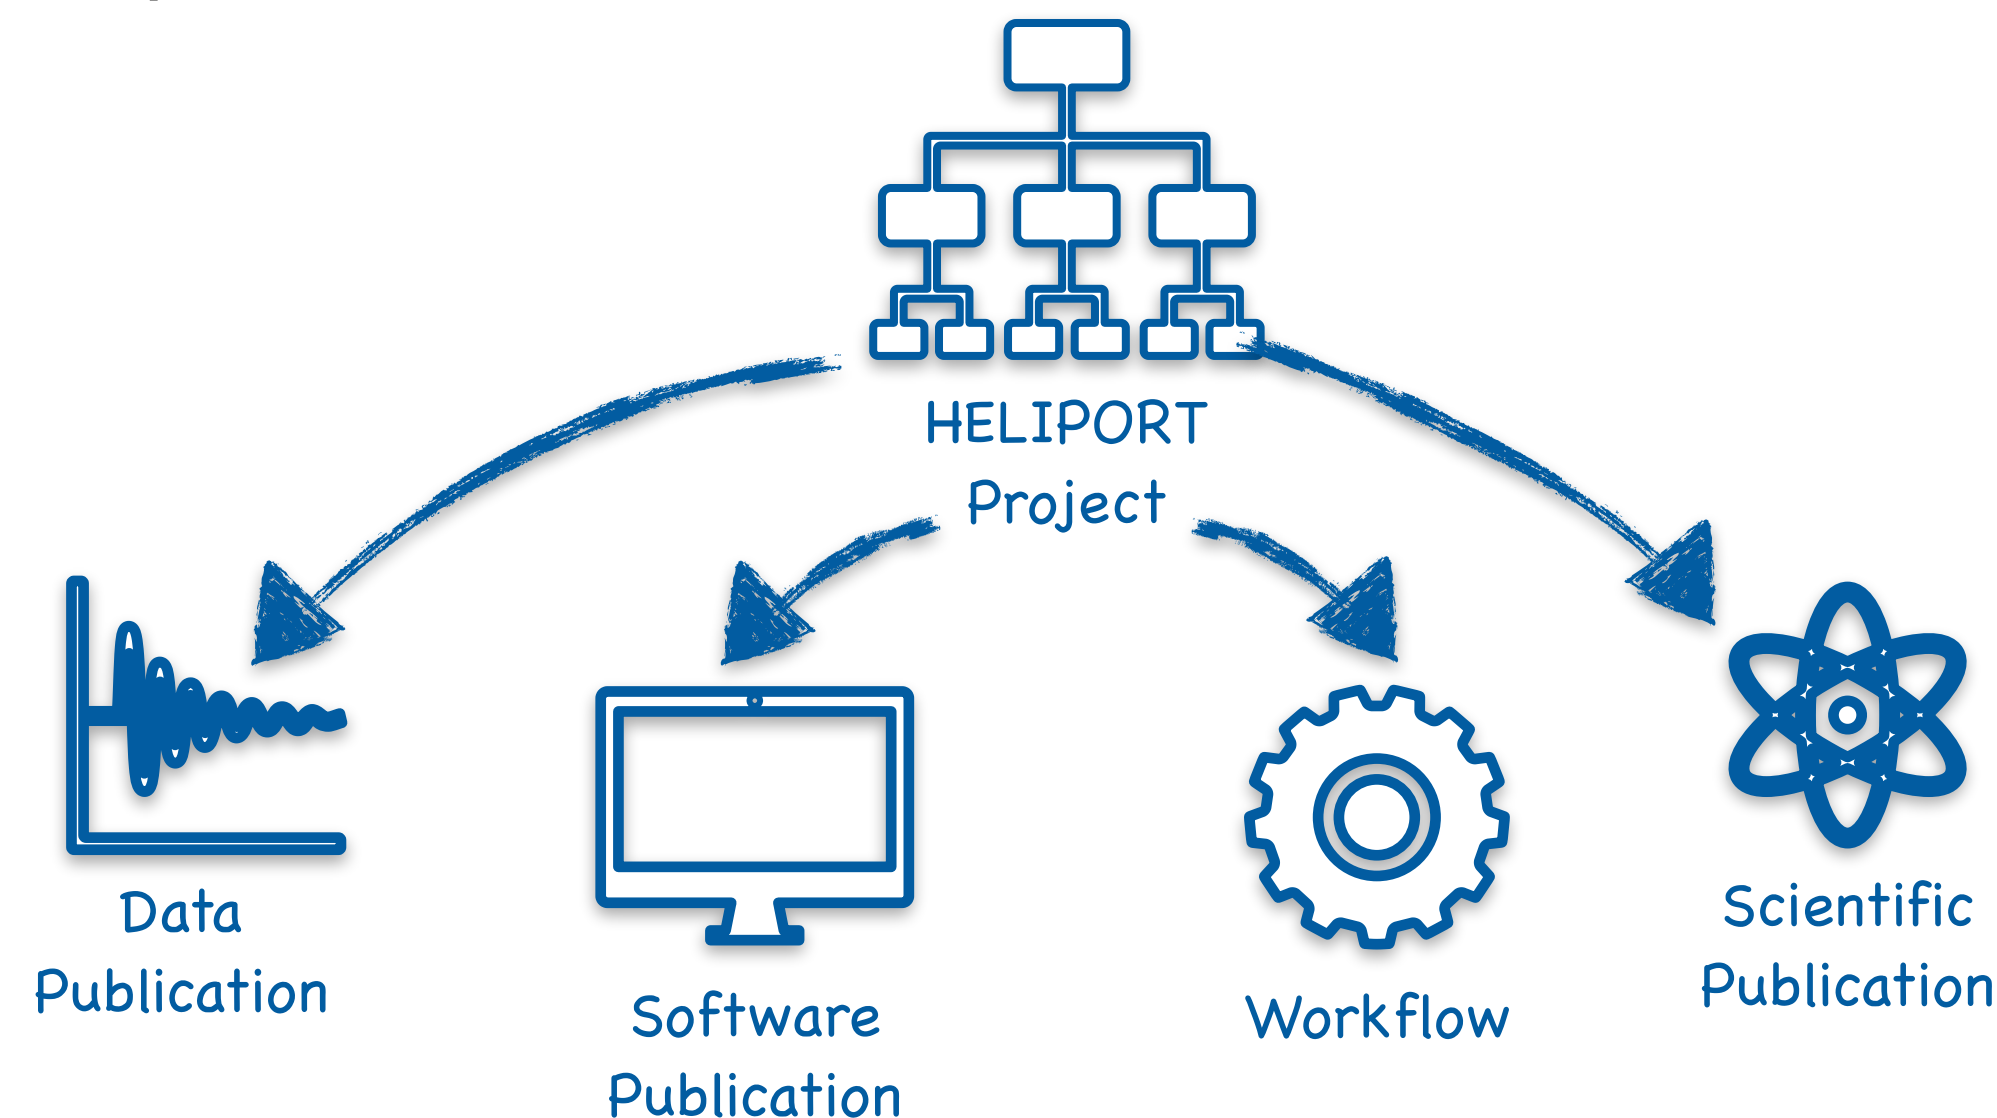 HELIPORT
Project
Data
Publication
Software
Publication
Workflow
Scientific
Publication